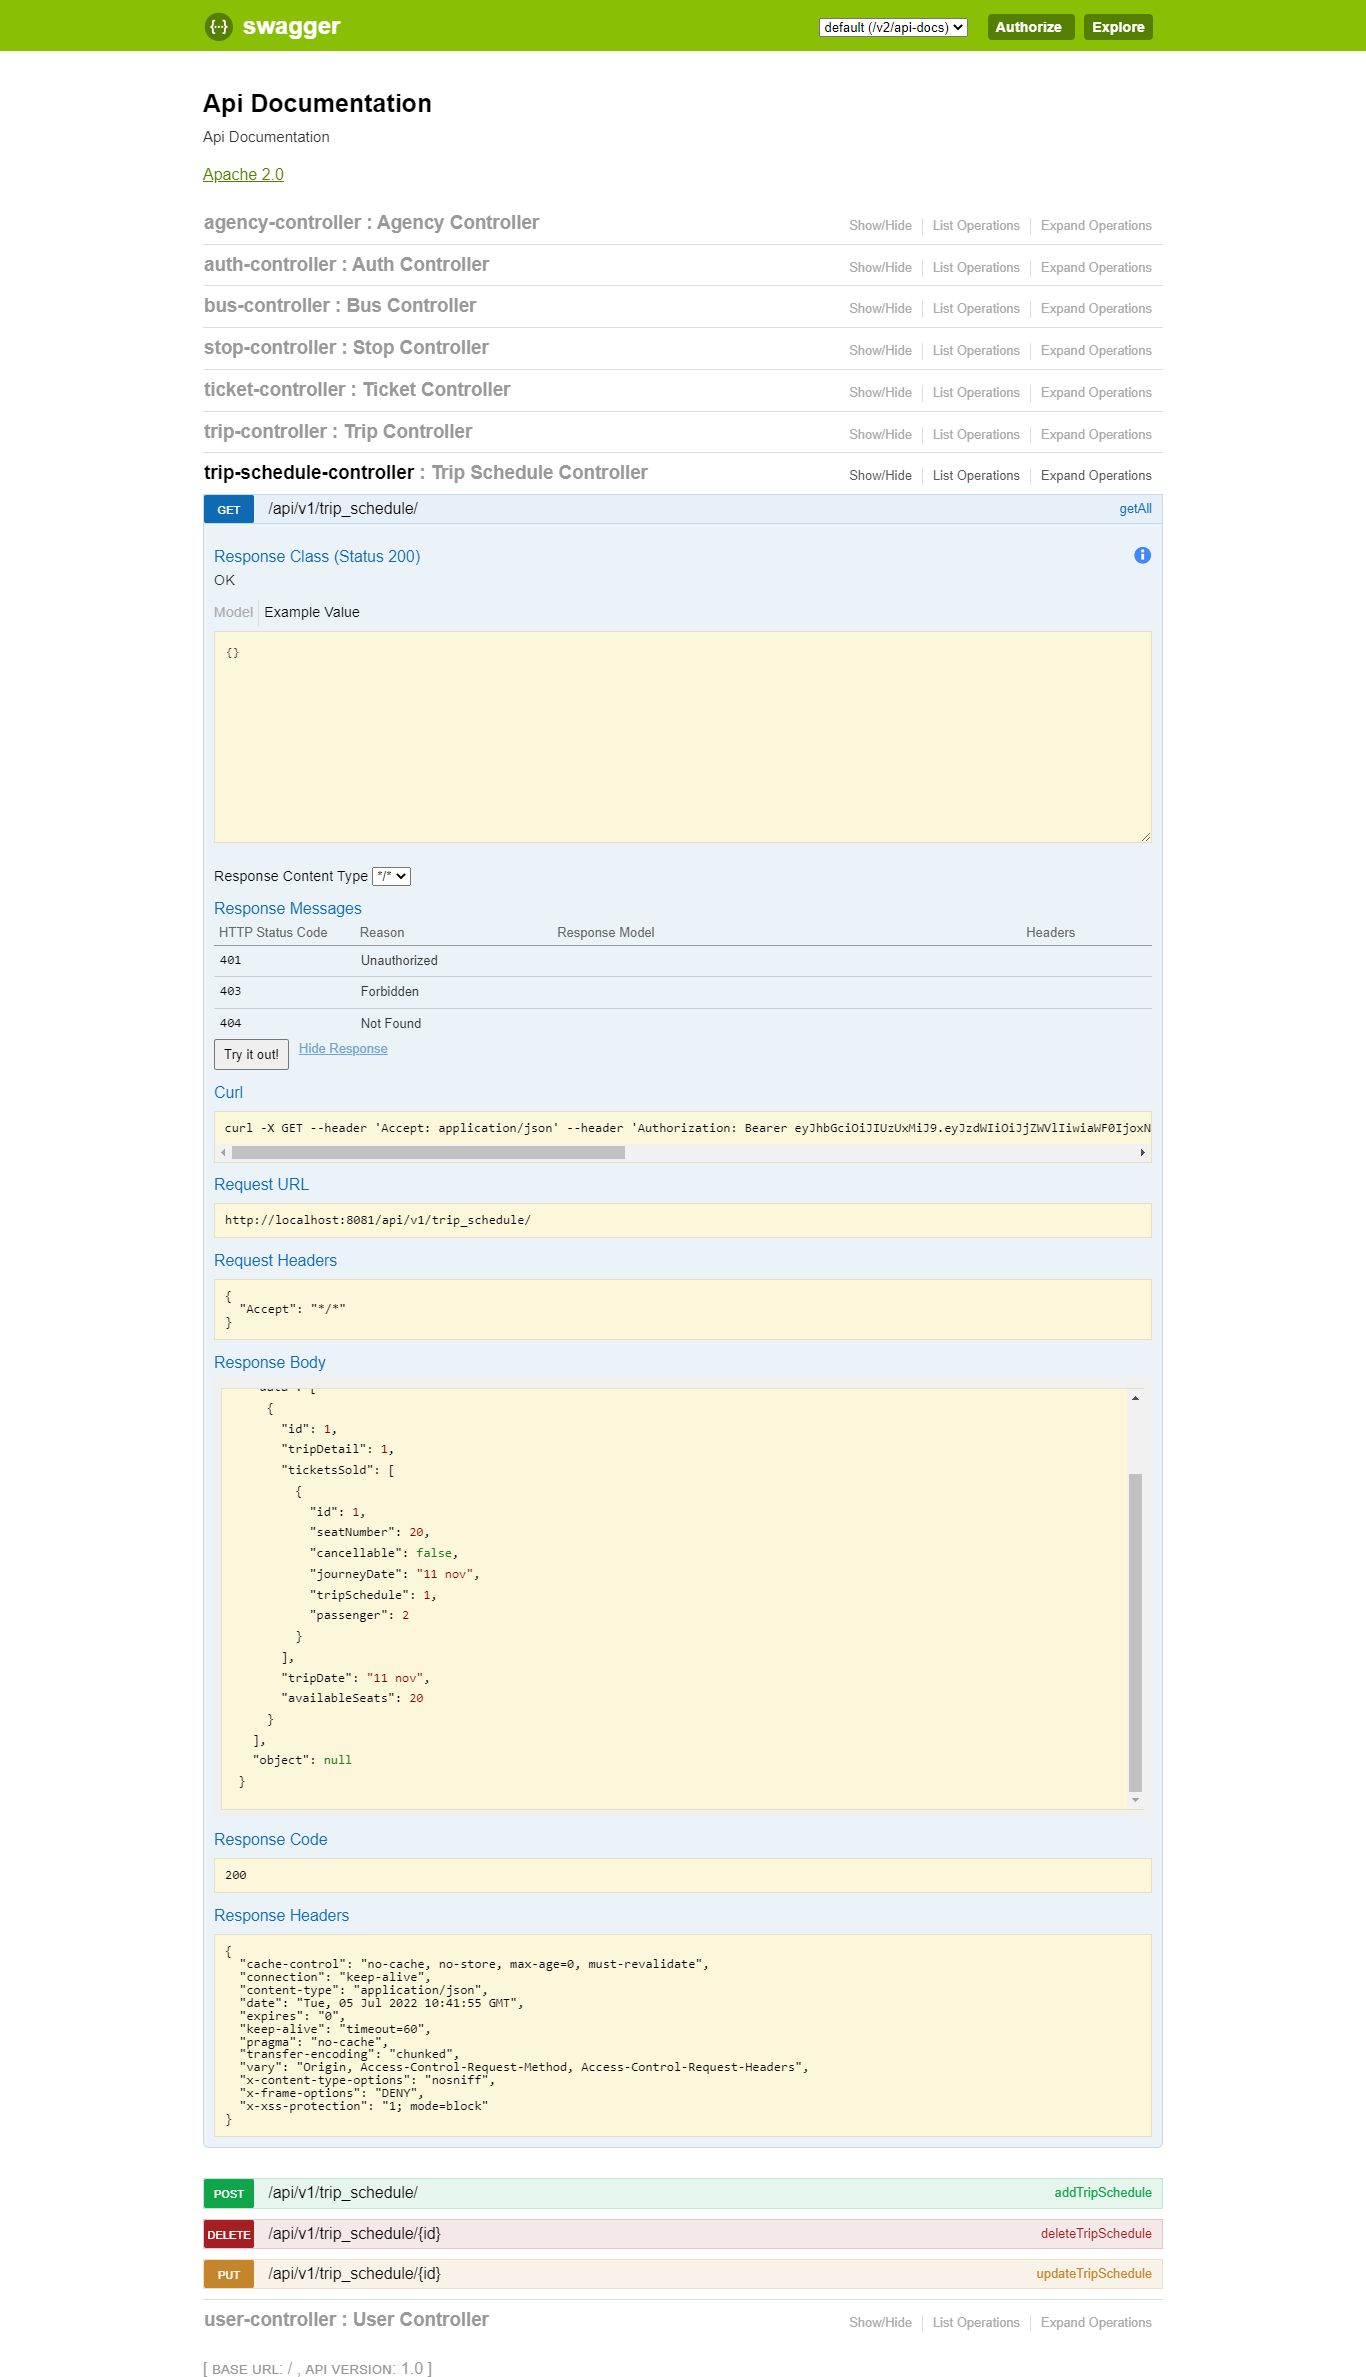 swagger
default (/v2/api-docs)
Authorize
Explore
Api Documentation
Api Documentation
Apache 2.0
agency-controller : Agency Controller Show/Hide List Operations Expand Operations
auth-controller : Auth Controller Show/Hide List Operations Expand Operations
bus-controller : Bus Controller Show/Hide List Operations Expand Operations
stop-controller : Stop Controller Show/Hide List Operations Expand Operations
ticket-controller : Ticket Controller Show/Hide List Operations Expand Operations
trip-controller : Trip Controller Show/Hide List Operations Expand Operations
trip-schedule-controller : Trip Schedule Controller Show/Hide List Operations Expand Operations
GET /api/v1/trip_schedule/ getAll
Response Class (Status 200)
OK
Model Example Value
{}
Response Content Type */*
Response Messages
HTTP Status Code Reason Response Model Headers
401 Unauthorized
403 Forbidden
404 Not Found
Try it out! Hide Response
Curl
curl -X GET --header 'Accept: application/json' --header 'Authorization: Bearer eyJhbGciOiJIUzUxMiJ9.eyJzdWIiOiJjZWVlIiwiaWF0IjoxN
Request URL
http://localhost:8081/api/v1/trip_schedule/
Request Headers
{
"Accept": "*/*"
}
Response Body
"data": [
{
"id": 1,
"tripDetail": 1,
"ticketsSold": [
{
"id": 1,
"seatNumber": 20,
"cancellable": false,
"journeyDate": "11 nov",
"tripSchedule": 1,
"passenger": 2
}
],
"tripDate": "11 nov",
"availableSeats": 20
}
],
"object": null
}
Response Code
200
Response Headers
{
"cache-control": "no-cache, no-store, max-age=0, must-revalidate",
"connection": "keep-alive",
"content-type": "application/json",
"date": "Tue, 05 Jul 2022 10:41:55 GMT",
"expires": "0",
"keep-alive": "timeout=60",
"pragma": "no-cache",
"transfer-encoding": "chunked",
"vary": "Origin, Access-Control-Request-Method, Access-Control-Request-Headers",
"x-content-type-options": "nosniff",
"x-frame-options": "DENY",
"x-xss-protection": "1; mode=block"
}
POST /api/v1/trip_schedule/ addTripSchedule
DELETE /api/v1/trip_schedule/{id} deleteTripSchedule
PUT /api/v1/trip_schedule/{id} updateTripSchedule
user-controller : User Controller Show/Hide List Operations Expand Operations
[ BASE URL: / , API VERSION: 1.0 ]